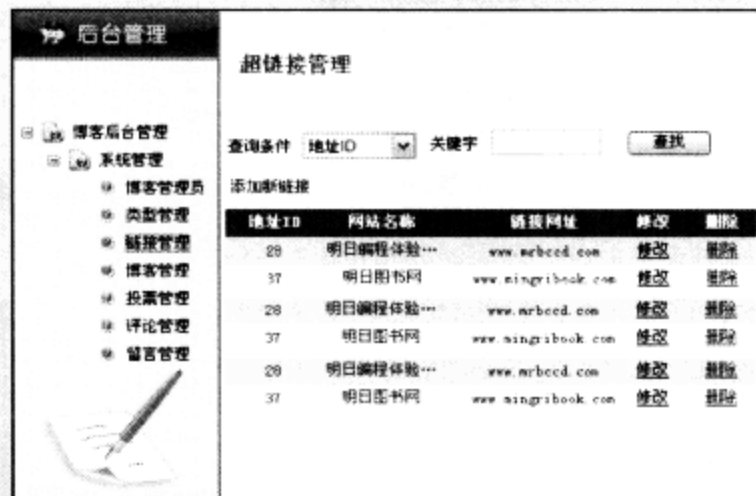 后台管理
超链接管理
博客后台管理
系统管理
博客管理员
类型管理
链接管理
博客管理
投票管理
评论管理
留言管理
查询条件 地址ID 关键字 查找
添加新链接
地址ID 网站名称 链接网址 修改 删除
28 明日编程体验… www.mrbccd.com 修改 删除
37 明日图书网 www.mingribook.com 修改 删除
28 明日编程体验… www.mrbccd.com 修改 删除
37 明日图书网 www.mingribook.com 修改 删除
28 明日编程体验… www.mrbccd.com 修改 删除
37 明日图书网 www.mingribook.com 修改 删除